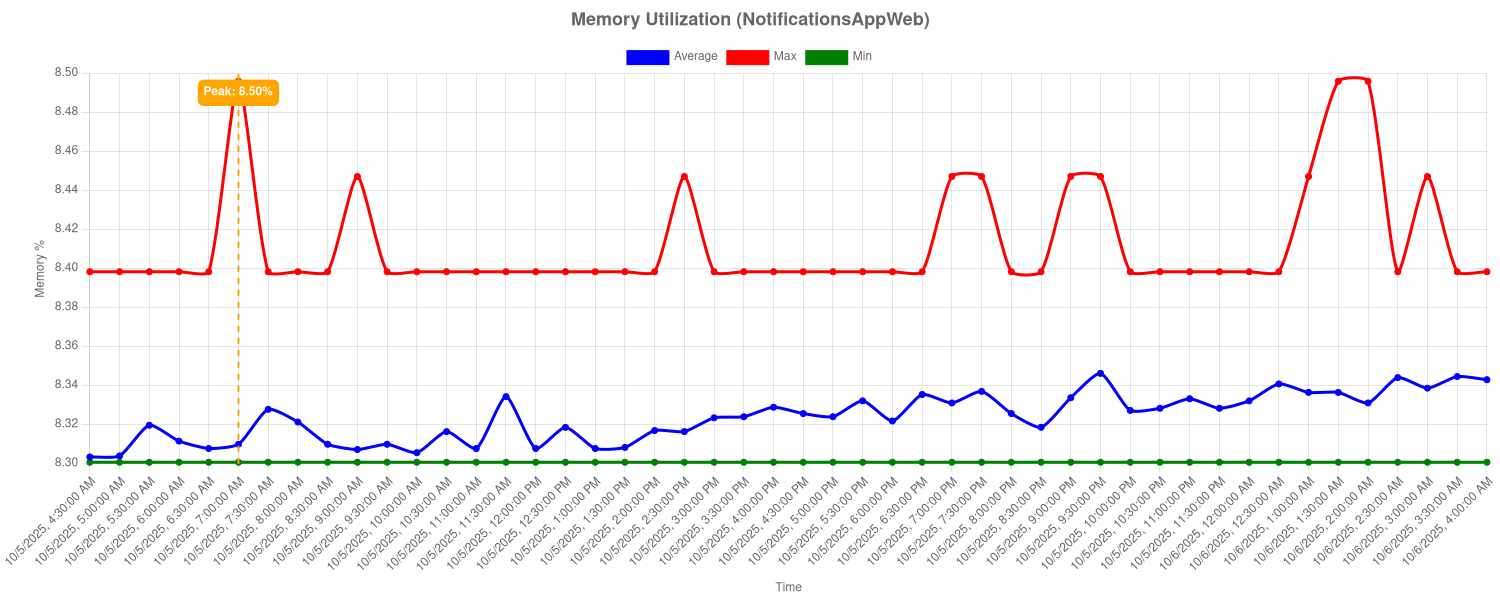 Memory Utilization (NotificationsAppWeb)
Average Max Min
8.50
Peak: 8.50%
8.48
8.46
8.44
8.42
8.40
8.38
8.36
8.34
8.32
8.30
Memory %
10/5/2025, 4:30:00 AM
10/5/2025, 5:00:00 AM
10/5/2025, 5:30:00 AM
10/5/2025, 6:00:00 AM
10/5/2025, 6:30:00 AM
10/5/2025, 7:00:00 AM
10/5/2025, 7:30:00 AM
10/5/2025, 8:00:00 AM
10/5/2025, 8:30:00 AM
10/5/2025, 9:00:00 AM
10/5/2025, 9:30:00 AM
10/5/2025, 10:00:00 AM
10/5/2025, 10:30:00 AM
10/5/2025, 11:00:00 AM
10/5/2025, 11:30:00 AM
10/5/2025, 12:00:00 PM
10/5/2025, 12:30:00 PM
10/5/2025, 1:00:00 PM
10/5/2025, 1:30:00 PM
10/5/2025, 2:00:00 PM
10/5/2025, 2:30:00 PM
10/5/2025, 3:00:00 PM
10/5/2025, 3:30:00 PM
10/5/2025, 4:00:00 PM
10/5/2025, 4:30:00 PM
10/5/2025, 5:00:00 PM
10/5/2025, 5:30:00 PM
10/5/2025, 6:00:00 PM
10/5/2025, 6:30:00 PM
10/5/2025, 7:00:00 PM
10/5/2025, 7:30:00 PM
10/5/2025, 8:00:00 PM
10/5/2025, 8:30:00 PM
10/5/2025, 9:00:00 PM
10/5/2025, 9:30:00 PM
10/5/2025, 10:00:00 PM
10/5/2025, 10:30:00 PM
10/5/2025, 11:00:00 PM
10/5/2025, 11:30:00 PM
10/6/2025, 12:00:00 AM
10/6/2025, 12:30:00 AM
10/6/2025, 1:00:00 AM
10/6/2025, 1:30:00 AM
10/6/2025, 2:00:00 AM
10/6/2025, 2:30:00 AM
10/6/2025, 3:00:00 AM
10/6/2025, 3:30:00 AM
10/6/2025, 4:00:00 AM
Time